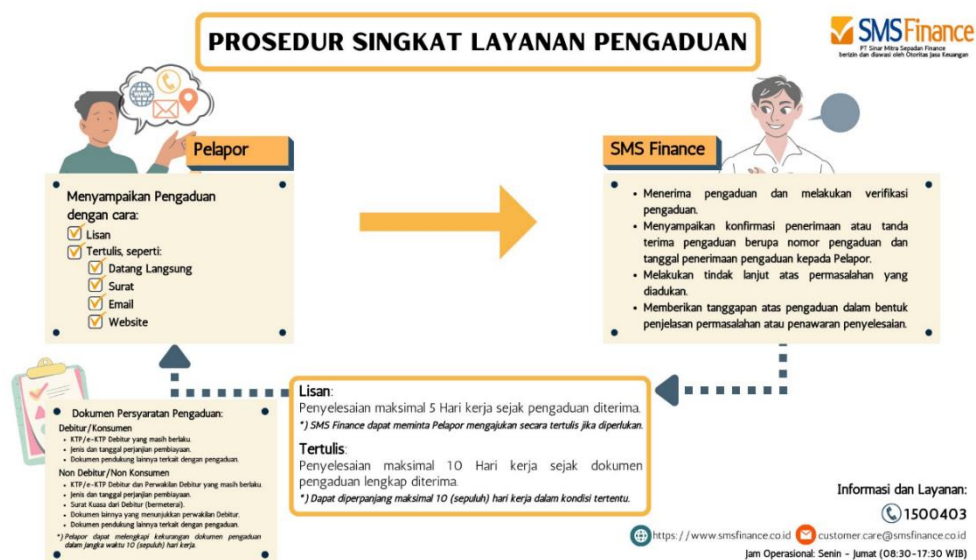 PROSEDUR SINGKAT LAYANAN PENGADUAN
SMSFinance
PT Sinar Mitra Sepadan Finance
berizin dan diawasi oleh Otoritas Jasa Keuangan
Pelapor
Menyampaikan Pengaduan
dengan cara:
Lisan
Tertulis, seperti:
Datang Langsung
Surat
Email
Website
SMS Finance
• Menerima pengaduan dan melakukan verifikasi
pengaduan.
• Menyampaikan konfirmasi penerimaan atau tanda
terima pengaduan berupa nomor pengaduan dan
tanggal penerimaan pengaduan kepada Pelapor.
• Melakukan tindak lanjut atas permasalahan yang
diadukan.
• Memberikan tanggapan atas pengaduan dalam bentuk
penjelasan permasalahan atau penawaran penyelesaian.
Lisan:
Penyelesaian maksimal 5 Hari kerja sejak pengaduan diterima.
*) SMS Finance dapat meminta Pelapor mengajukan secara tertulis jika diperlukan.
Tertulis:
Penyelesaian maksimal 10 Hari kerja sejak dokumen
pengaduan lengkap diterima.
*) Dapat diperpanjang maksimal 10 (sepuluh) hari kerja dalam kondisi tertentu.
Dokumen Persyaratan Pengaduan:
Debitur/Konsumen
• KTP/e-KTP Debitur yang masih berlaku.
• Jenis dan tanggal perjanjian pembiayaan.
• Dokumen pendukung lainnya terkait dengan pengaduan.
Non Debitur/Non Konsumen
• KTP/e-KTP Debitur dan Perwakilan Debitur yang masih berlaku.
• Jenis dan tanggal perjanjian pembiayaan.
• Surat Kuasa dari Debitur (bermeterai).
• Dokumen lainnya yang menunjukkan perwakilan Debitur.
• Dokumen pendukung lainnya terkait dengan pengaduan.
*) Pelapor dapat melengkapi kekurangan dokumen pengaduan
dalam jangka waktu 10 (sepuluh) hari kerja.
Informasi dan Layanan:
1500403
https://www.smsfinance.co.id customer.care@smsfinance.co.id
Jam Operasional: Senin - Jumat (08:30-17:30 WIB)